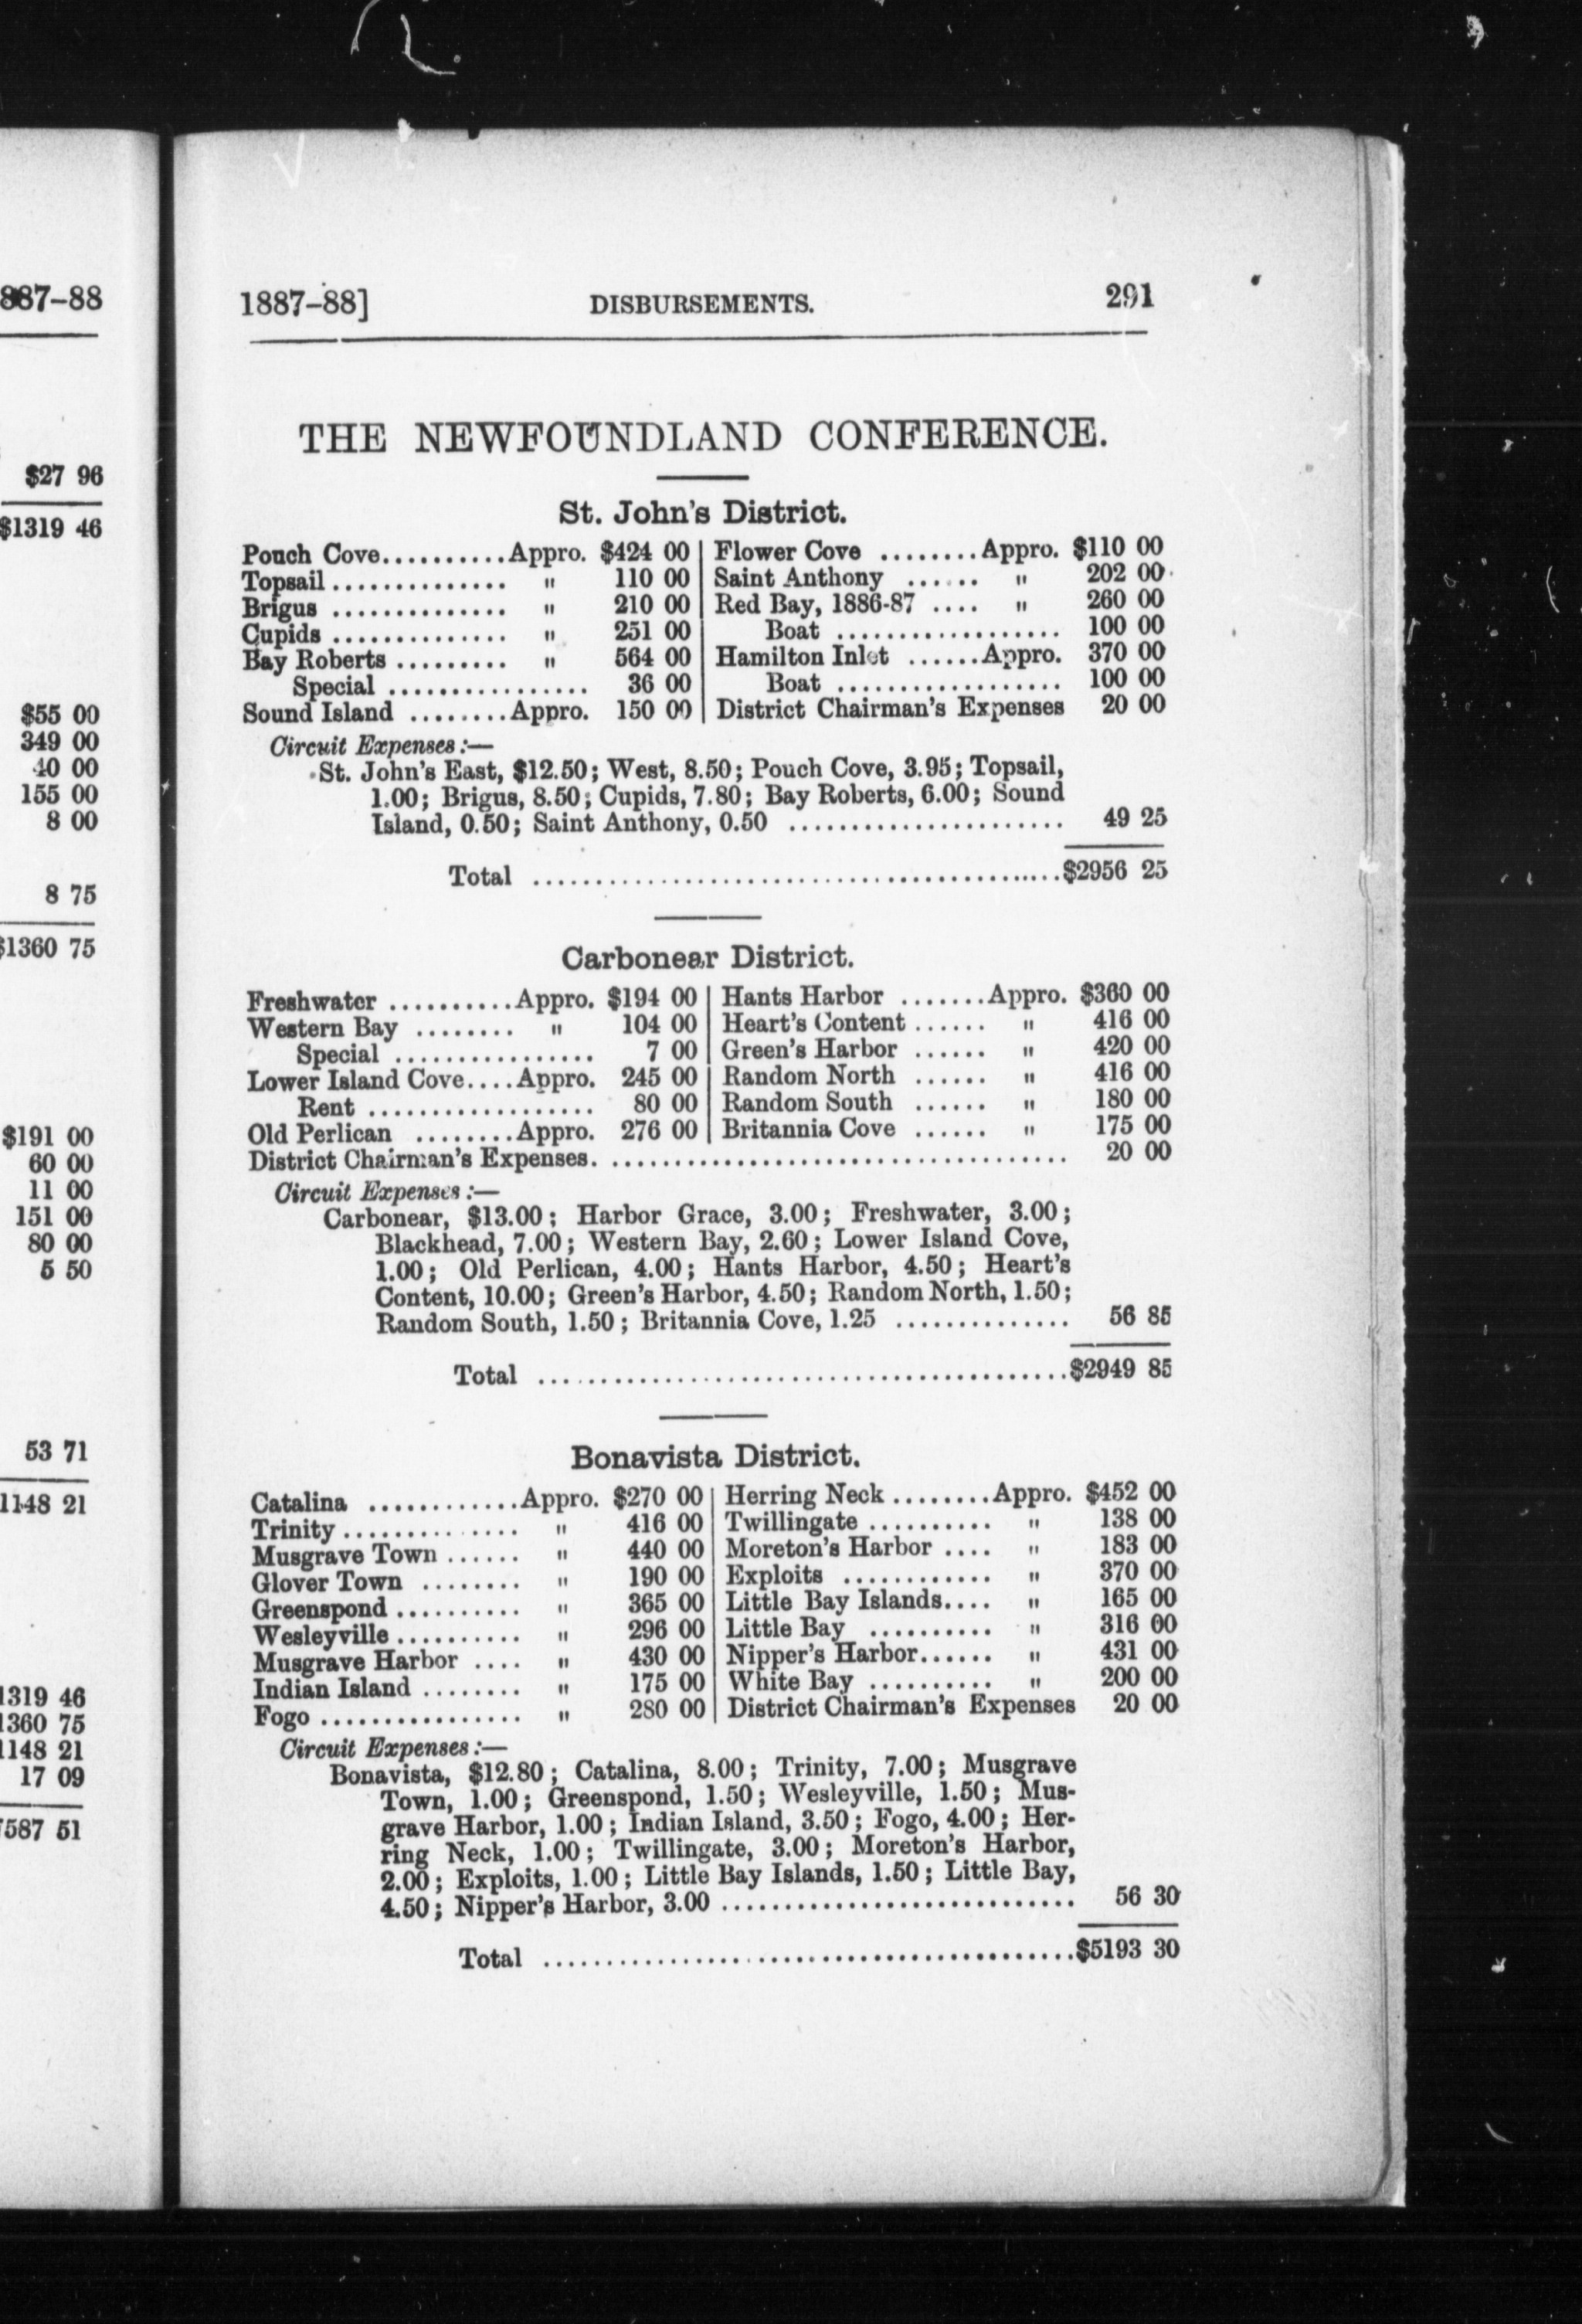 887-88
$27 96
$1319 46
$55 00
349 00
40 00
155 00
8 00
8 75
$1360 75
$191 00
60 00
11 00
151 00
80 00
5 50
53 71
1148 21
1319 46
1360 75
1148 21
17 09
587 51
1887-88] DISBURSEMENTS. 291
THE NEWFOUNDLAND CONFERENCE.
St. John's District.
Pouch Cove..........Appro. $424 00 | Flower Cove ........Appro. $110 00
Topsail.............. " 110 00 | Saint Anthony ...... " 202 00
Brigus .............. " 210 00 | Red Bay, 1886-87 .... " 260 00
Cupids .............. " 251 00 | Boat .................. 100 00
Bay Roberts ......... " 564 00 | Hamilton Inlet ......Appro. 370 00
Special ................ 36 00 | Boat .................. 100 00
Sound Island ........Appro. 150 00 | District Chairman's Expenses 20 00
Circuit Expenses:—
St. John's East, $12.50; West, 8.50; Pouch Cove, 3.95; Topsail,
1.00; Brigus, 8.50; Cupids, 7.80; Bay Roberts, 6.00; Sound
Island, 0.50; Saint Anthony, 0.50 ...................... 49 25
Total ..........................................$2956 25
Carbonear District.
Freshwater ..........Appro. $194 00 | Hants Harbor .......Appro. $360 00
Western Bay ........ " 104 00 | Heart's Content...... " 416 00
Special ................ 7 00 | Green's Harbor ...... " 420 00
Lower Island Cove....Appro. 245 00 | Random North ...... " 416 00
Rent .................. 80 00 | Random South ...... " 180 00
Old Perlican ........Appro. 276 00 | Britannia Cove ...... " 175 00
District Chairman's Expenses...................................... 20 00
Circuit Expenses:—
Carbonear, $13.00; Harbor Grace, 3.00; Freshwater, 3.00;
Blackhead, 7.00; Western Bay, 2.60; Lower Island Cove,
1.00; Old Perlican, 4.00; Hants Harbor, 4.50; Heart's
Content, 10.00; Green's Harbor, 4.50; Random North, 1.50;
Random South, 1.50; Britannia Cove, 1.25 .............. 56 85
Total ..........................................$2949 85
Bonavista District.
Catalina ............Appro. $270 00 | Herring Neck........Appro. $452 00
Trinity.............. " 416 00 | Twillingate .......... " 138 00
Musgrave Town ...... " 440 00 | Moreton's Harbor .... " 183 00
Glover Town ........ " 190 00 | Exploits ............ " 370 00
Greenspond .......... " 365 00 | Little Bay Islands.... " 165 00
Wesleyville.......... " 296 00 | Little Bay .......... " 316 00
Musgrave Harbor .... " 430 00 | Nipper's Harbor...... " 431 00
Indian Island ........ " 175 00 | White Bay .......... " 200 00
Fogo ................ " 280 00 | District Chairman's Expenses 20 00
Circuit Expenses:—
Bonavista, $12.80; Catalina, 8.00; Trinity, 7.00; Musgrave
Town, 1.00; Greenspond, 1.50; Wesleyville, 1.50; Mus-
grave Harbor, 1.00; Indian Island, 3.50; Fogo, 4.00; Her-
ring Neck, 1.00; Twillingate, 3.00; Moreton's Harbor,
2.00; Exploits, 1.00; Little Bay Islands, 1.50; Little Bay,
4.50; Nipper's Harbor, 3.00 ............................ 56 30
Total ..........................................$5193 30